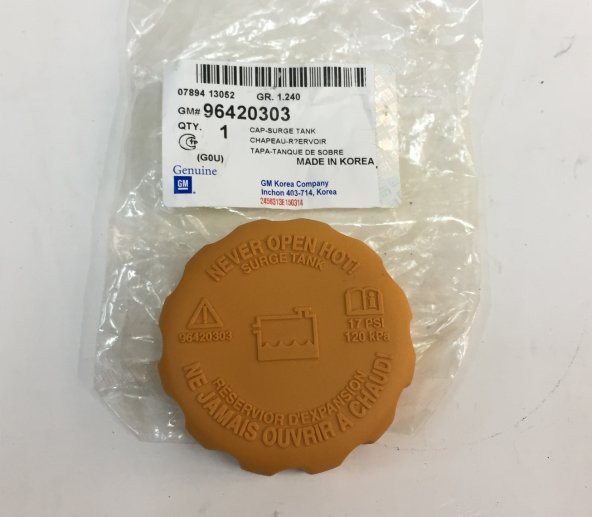 07894 13052 GR. 1.240
GM# 96420303
QTY. 1 CAP-SURGE TANK
CHAPEAU-R?ERVOIR
TAPA-TANQUE DE SOBRE
(G0U) MADE IN KOREA
Genuine
GM
GM Korea Company
Inchon 403-714, Korea
NEVER OPEN HOT!
SURGE TANK
96420303
17 PSI
120 kPa
RESERVIOR D'EXPANSION
NE JAMAIS OUVRIR À CHAUD!